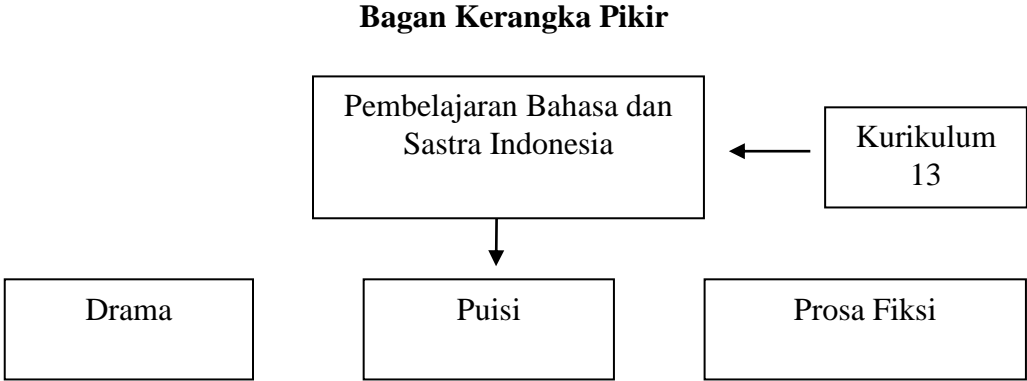 Bagan Kerangka Pikir
Pembelajaran Bahasa dan
Sastra Indonesia
Kurikulum
13
Drama
Puisi
Prosa Fiksi